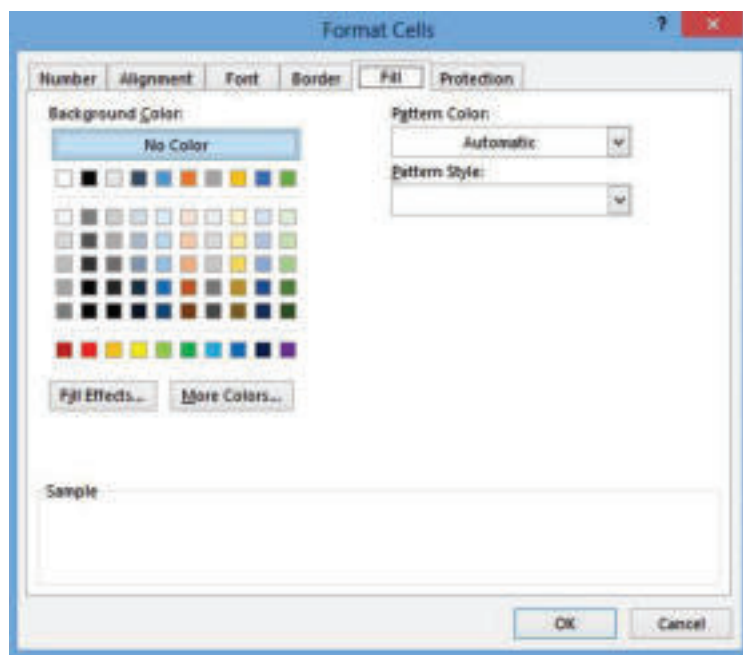 Format Cells ?
Number Alignment Font Border Fill Protection
Background Color:
No Color
Pattern Color:
Automatic
Pattern Style:
Fill Effects... More Colors...
Sample
OK Cancel